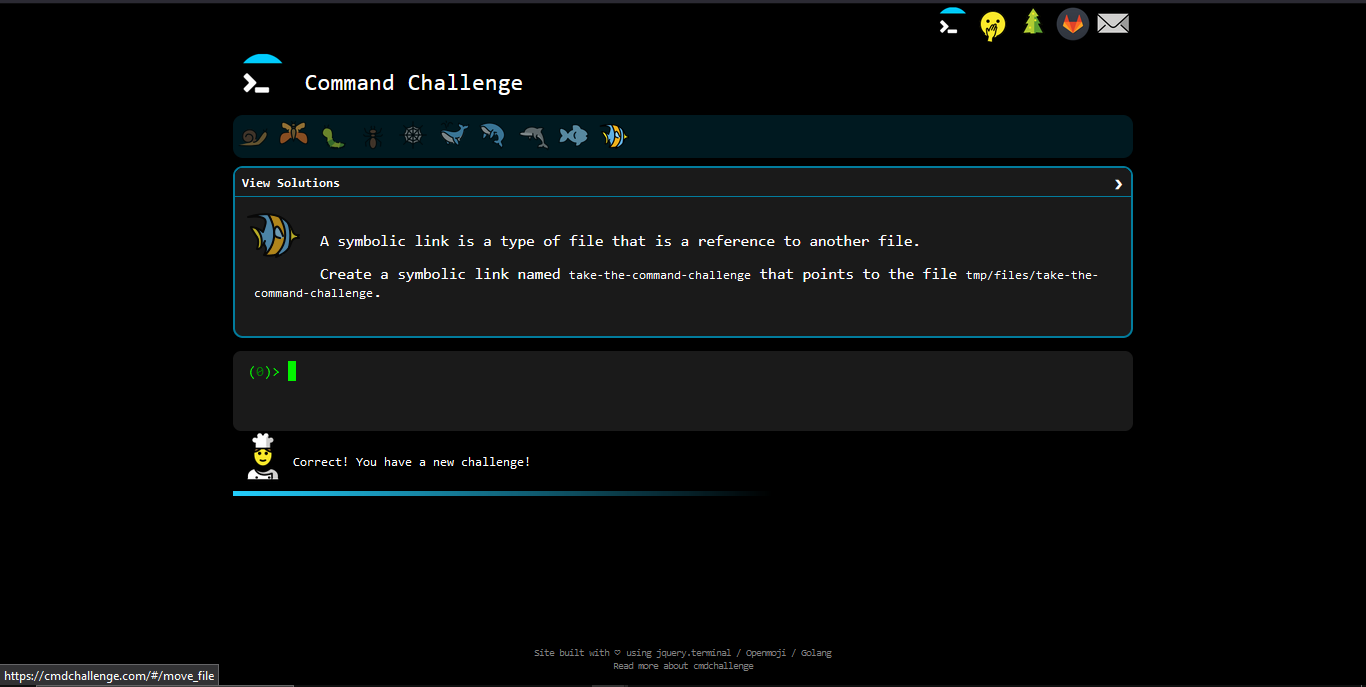 Command Challenge
View Solutions
A symbolic link is a type of file that is a reference to another file.
Create a symbolic link named take-the-command-challenge that points to the file tmp/files/take-the-
command-challenge.
(0)>
Correct! You have a new challenge!
Site built with ♡ using jquery.terminal / Openmoji / Golang
Read more about cmdchallenge
https://cmdchallenge.com/#/move_file